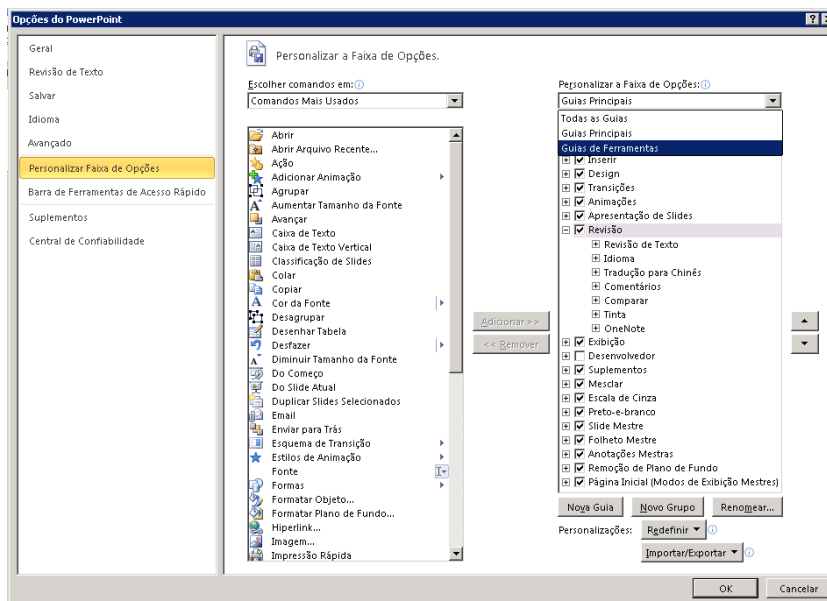 Opções do PowerPoint
Geral
Revisão de Texto
Salvar
Idioma
Avançado
Personalizar Faixa de Opções
Barra de Ferramentas de Acesso Rápido
Suplementos
Central de Confiabilidade
Personalizar a Faixa de Opções.
Escolher comandos em:
Comandos Mais Usados
Abrir
Abrir Arquivo Recente...
Ação
Adicionar Animação
Agrupar
Aumentar Tamanho da Fonte
Avançar
Caixa de Texto
Caixa de Texto Vertical
Classificação de Slides
Colar
Copiar
Cor da Fonte
Desagrupar
Desenhar Tabela
Desfazer
Diminuir Tamanho da Fonte
Do Começo
Do Slide Atual
Duplicar Slides Selecionados
Email
Enviar para Trás
Esquema de Transição
Estilos de Animação
Fonte
Formas
Formatar Objeto...
Formatar Plano de Fundo...
Hiperlink...
Imagem...
Impressão Rápida
Adicionar >>
<< Remover
Personalizar a Faixa de Opções:
Guias Principais
Todas as Guias
Guias Principais
Guias de Ferramentas
Inserir
Design
Transições
Animações
Apresentação de Slides
Revisão
Revisão de Texto
Idioma
Tradução para Chinês
Comentários
Comparar
Tinta
OneNote
Exibição
Desenvolvedor
Suplementos
Mesclar
Escala de Cinza
Preto-e-branco
Slide Mestre
Folheto Mestre
Anotações Mestras
Remoção de Plano de Fundo
Página Inicial (Modos de Exibição Mestres)
Nova Guia
Novo Grupo
Renomear...
Personalizações:
Redefinir
Importar/Exportar
OK
Cancelar